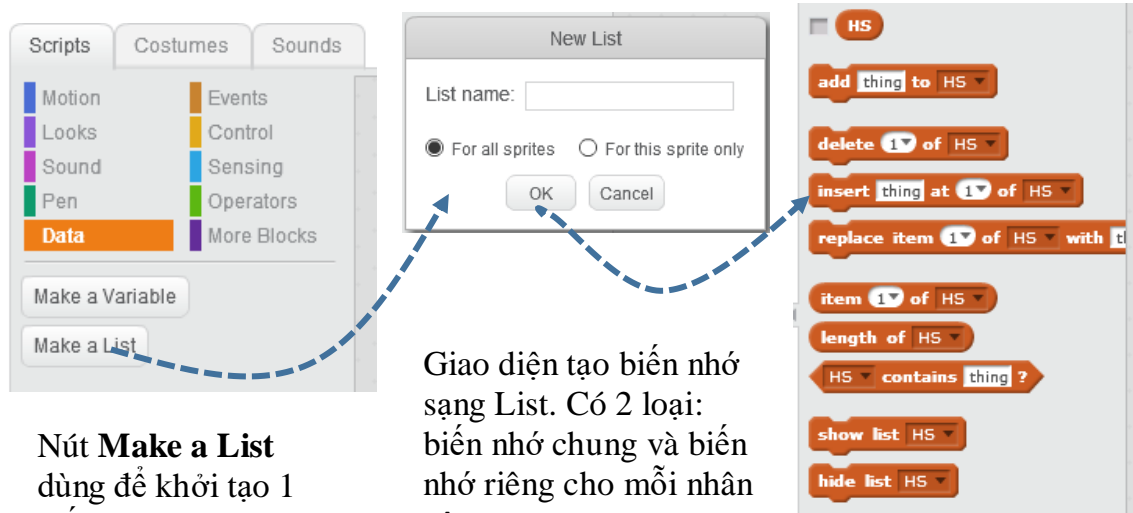 Scripts Costumes Sounds
Motion Events
Looks Control
Sound Sensing
Pen Operators
Data More Blocks
Make a Variable
Make a List
Nút Make a List
dùng để khởi tạo 1
New List
List name:
For all sprites For this sprite only
OK Cancel
Giao diện tạo biến nhớ
sạng List. Có 2 loại:
biến nhớ chung và biến
nhớ riêng cho mỗi nhân
HS
add thing to HS
delete 1 of HS
insert thing at 1 of HS
replace item 1 of HS with
item 1 of HS
length of HS
HS contains thing ?
show list HS
hide list HS